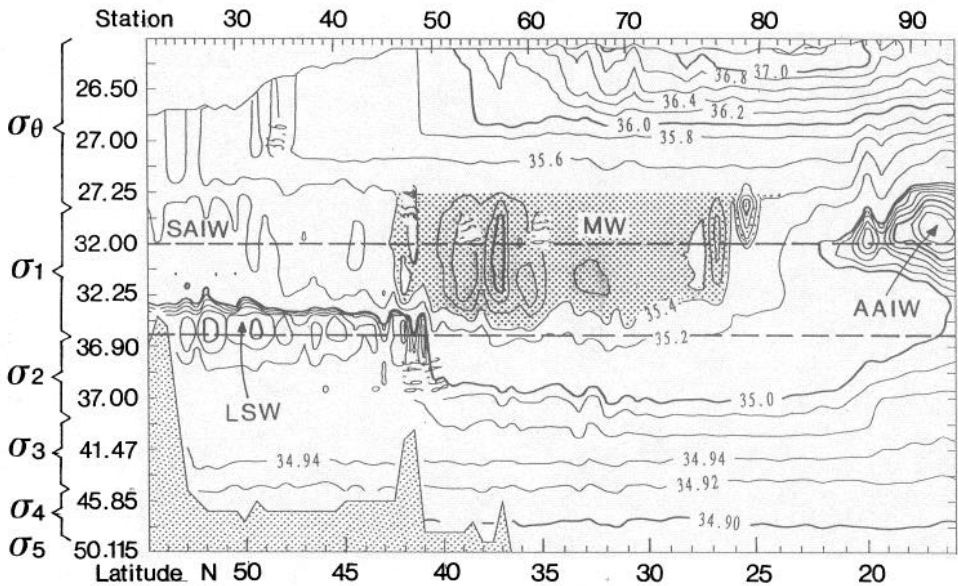 Station 30 40 50 60 70 80 90
σθ
26.50
27.00
27.25
σ1
32.00
32.25
σ2
36.90
37.00
σ3
41.47
σ4
45.85
σ5
50.115
36.8 37.0
36.4
36.2
36.0
35.8
35.6
35.6
SAIW
MW
AAIW
35.4
35.2
LSW
35.0
34.94
34.94
34.92
34.90
Latitude N 50 45 40 35 30 25 20